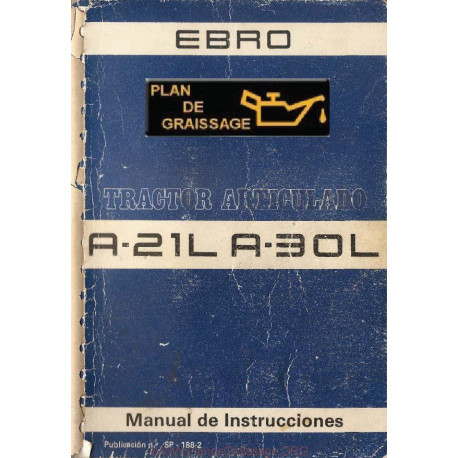 EBRO
PLAN
DE
GRAISSAGE
TRACTOR ARTICULADO
A-21L A-30L
Manual de Instrucciones
Publicación n.º SP - 188-2